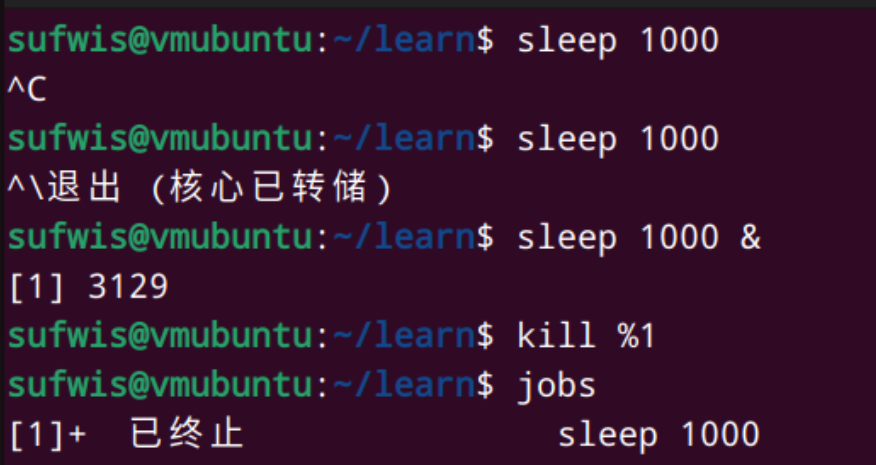 sufwis@vmubuntu:~/learn$ sleep 1000
^C
sufwis@vmubuntu:~/learn$ sleep 1000
^\退出 (核心已转储)
sufwis@vmubuntu:~/learn$ sleep 1000 &
[1] 3129
sufwis@vmubuntu:~/learn$ kill %1
sufwis@vmubuntu:~/learn$ jobs
[1]+  已终止               sleep 1000